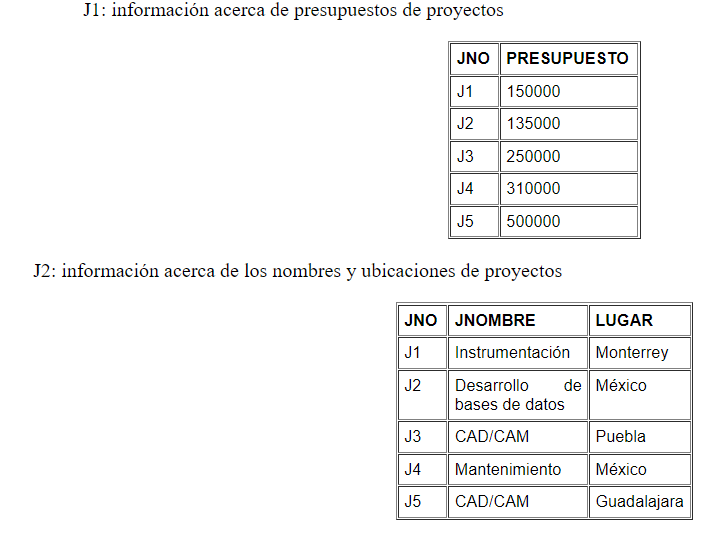 J1: información acerca de presupuestos de proyectos
JNO PRESUPUESTO
J1 150000
J2 135000
J3 250000
J4 310000
J5 500000
J2: información acerca de los nombres y ubicaciones de proyectos
JNO JNOMBRE LUGAR
J1 Instrumentación Monterrey
J2 Desarrollo de México
bases de datos
J3 CAD/CAM Puebla
J4 Mantenimiento México
J5 CAD/CAM Guadalajara